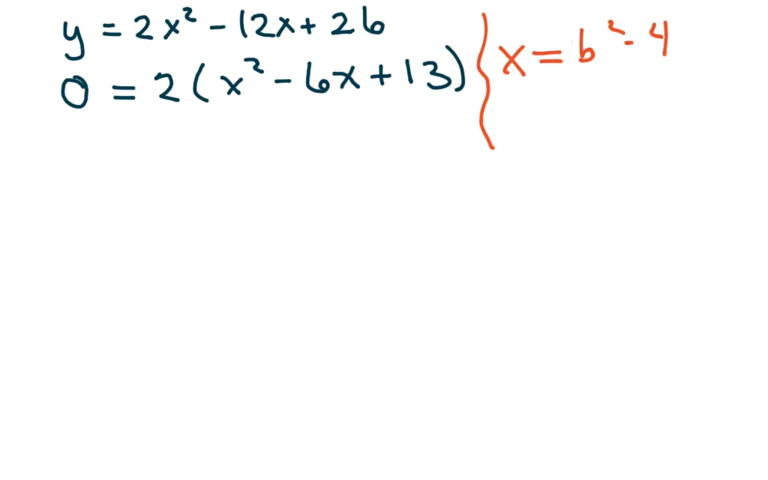 y = 2x² - 12x + 26
0 = 2(x² - 6x + 13)
x = b² - 4